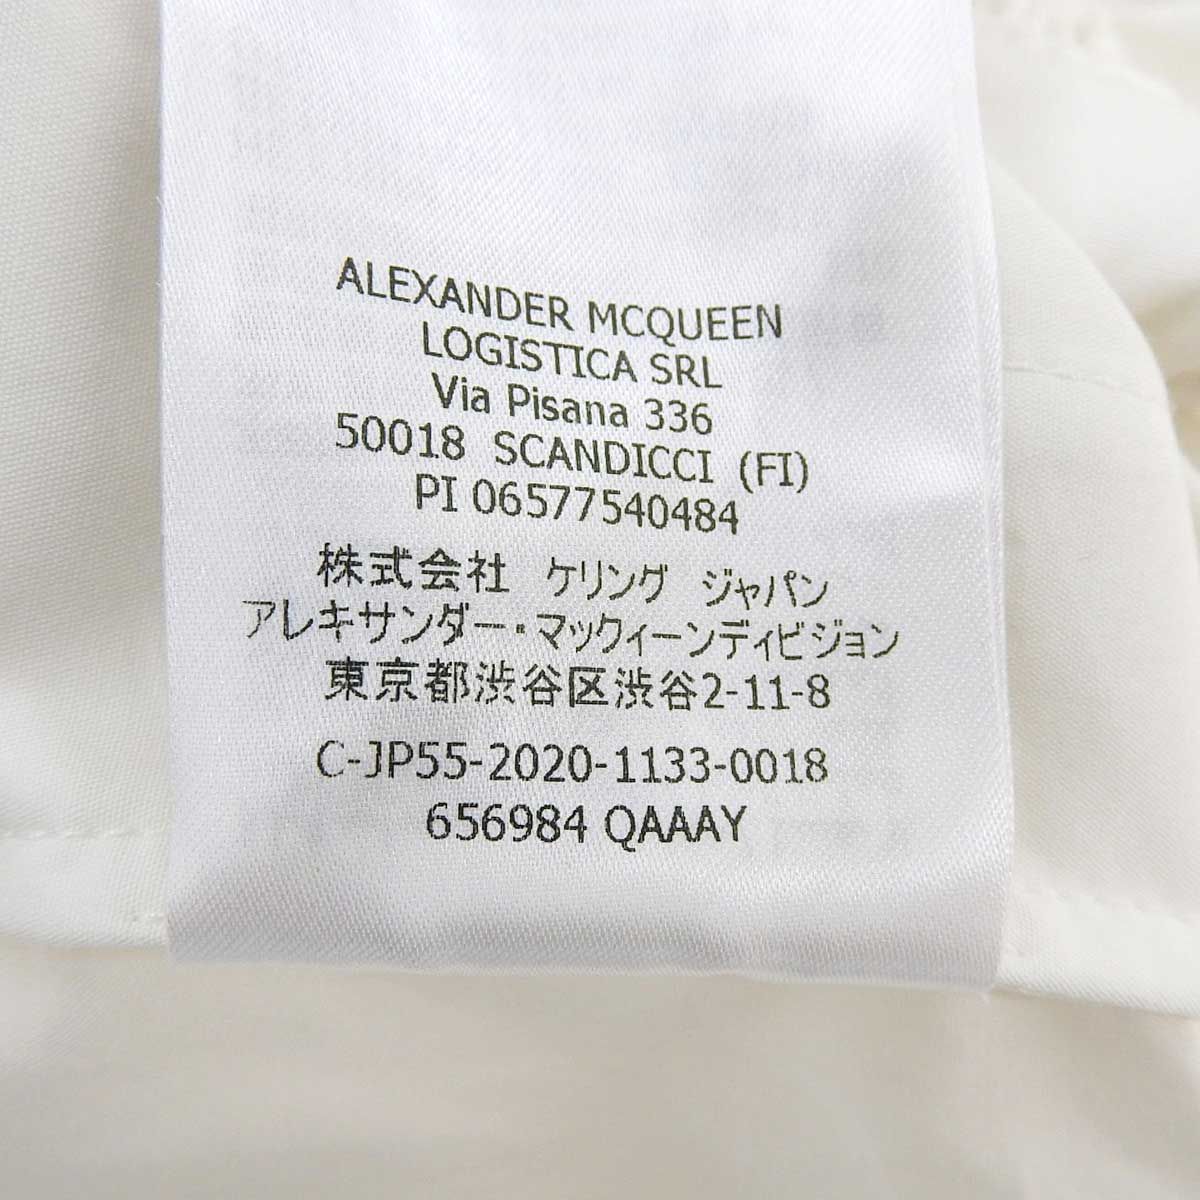 ALEXANDER MCQUEEN
LOGISTICA SRL
Via Pisana 336
50018 SCANDICCI (FI)
PI 06577540484
株式会社 ケリング ジャパン
アレキサンダー・マックィーンディビジョン
東京都渋谷区渋谷2-11-8
C-JP55-2020-1133-0018
656984 QAAAY